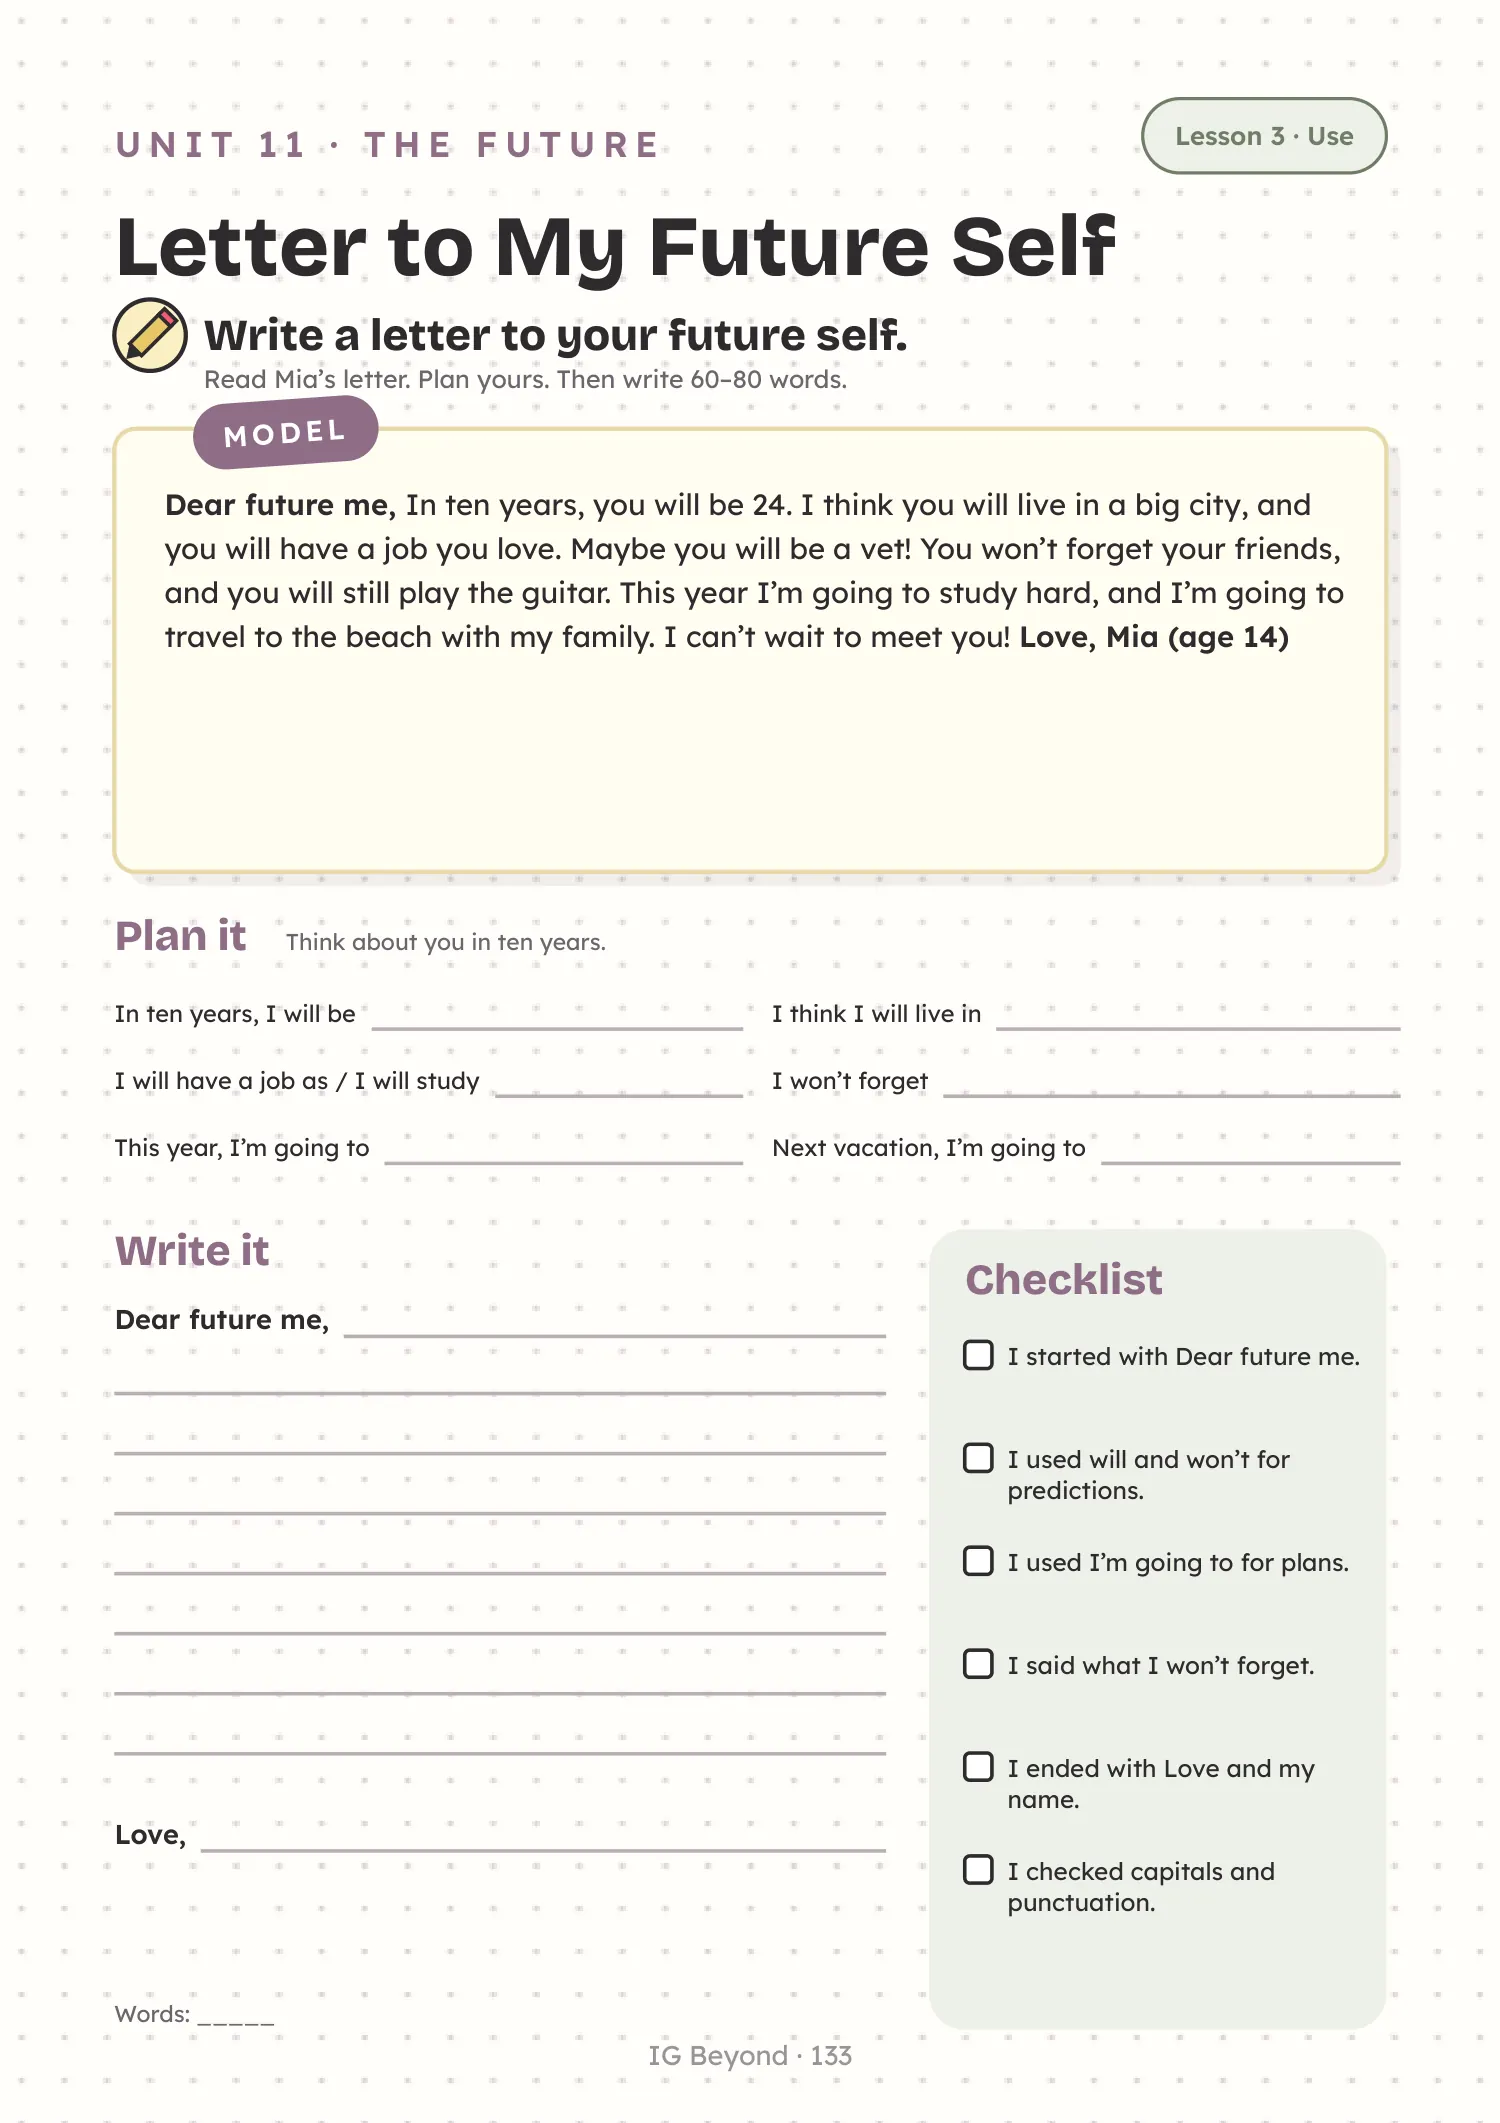 UNIT 11 · THE FUTURE
Lesson 3 · Use
Letter to My Future Self
Write a letter to your future self.
Read Mia’s letter. Plan yours. Then write 60–80 words.
MODEL
Dear future me, In ten years, you will be 24. I think you will live in a big city, and
you will have a job you love. Maybe you will be a vet! You won’t forget your friends,
and you will still play the guitar. This year I’m going to study hard, and I’m going to
travel to the beach with my family. I can’t wait to meet you! Love, Mia (age 14)
Plan it
Think about you in ten years.
In ten years, I will be
I think I will live in
I will have a job as / I will study
I won’t forget
This year, I’m going to
Next vacation, I’m going to
Write it
Dear future me,
Love,
Words: _____
Checklist
I started with Dear future me.
I used will and won’t for
predictions.
I used I’m going to for plans.
I said what I won’t forget.
I ended with Love and my
name.
I checked capitals and
punctuation.
IG Beyond · 133